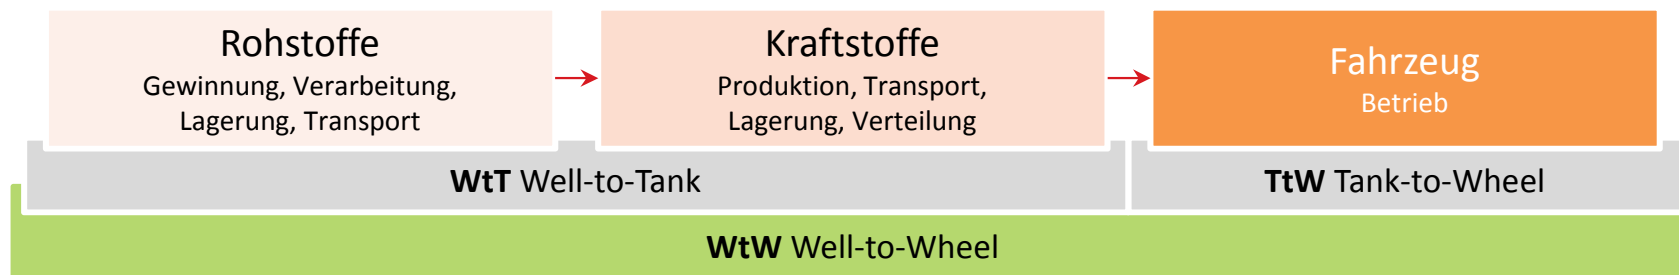 Rohstoffe
Gewinnung, Verarbeitung,
Lagerung, Transport
Kraftstoffe
Produktion, Transport,
Lagerung, Verteilung
Fahrzeug
Betrieb
WtT Well-to-Tank
TtW Tank-to-Wheel
WtW Well-to-Wheel